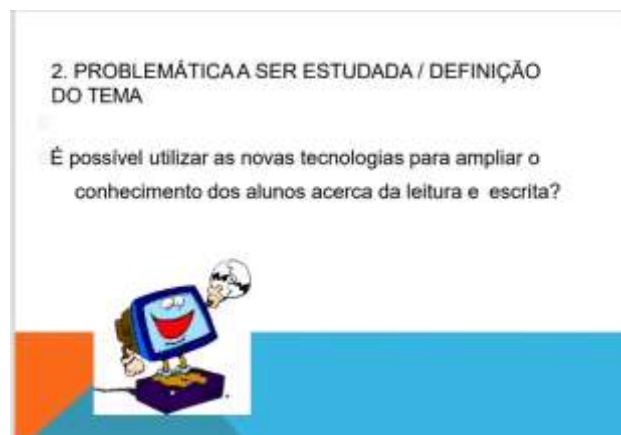 2. PROBLEMÁTICA A SER ESTUDADA / DEFINIÇÃO
DO TEMA
É possível utilizar as novas tecnologias para ampliar o
conhecimento dos alunos acerca da leitura e escrita?